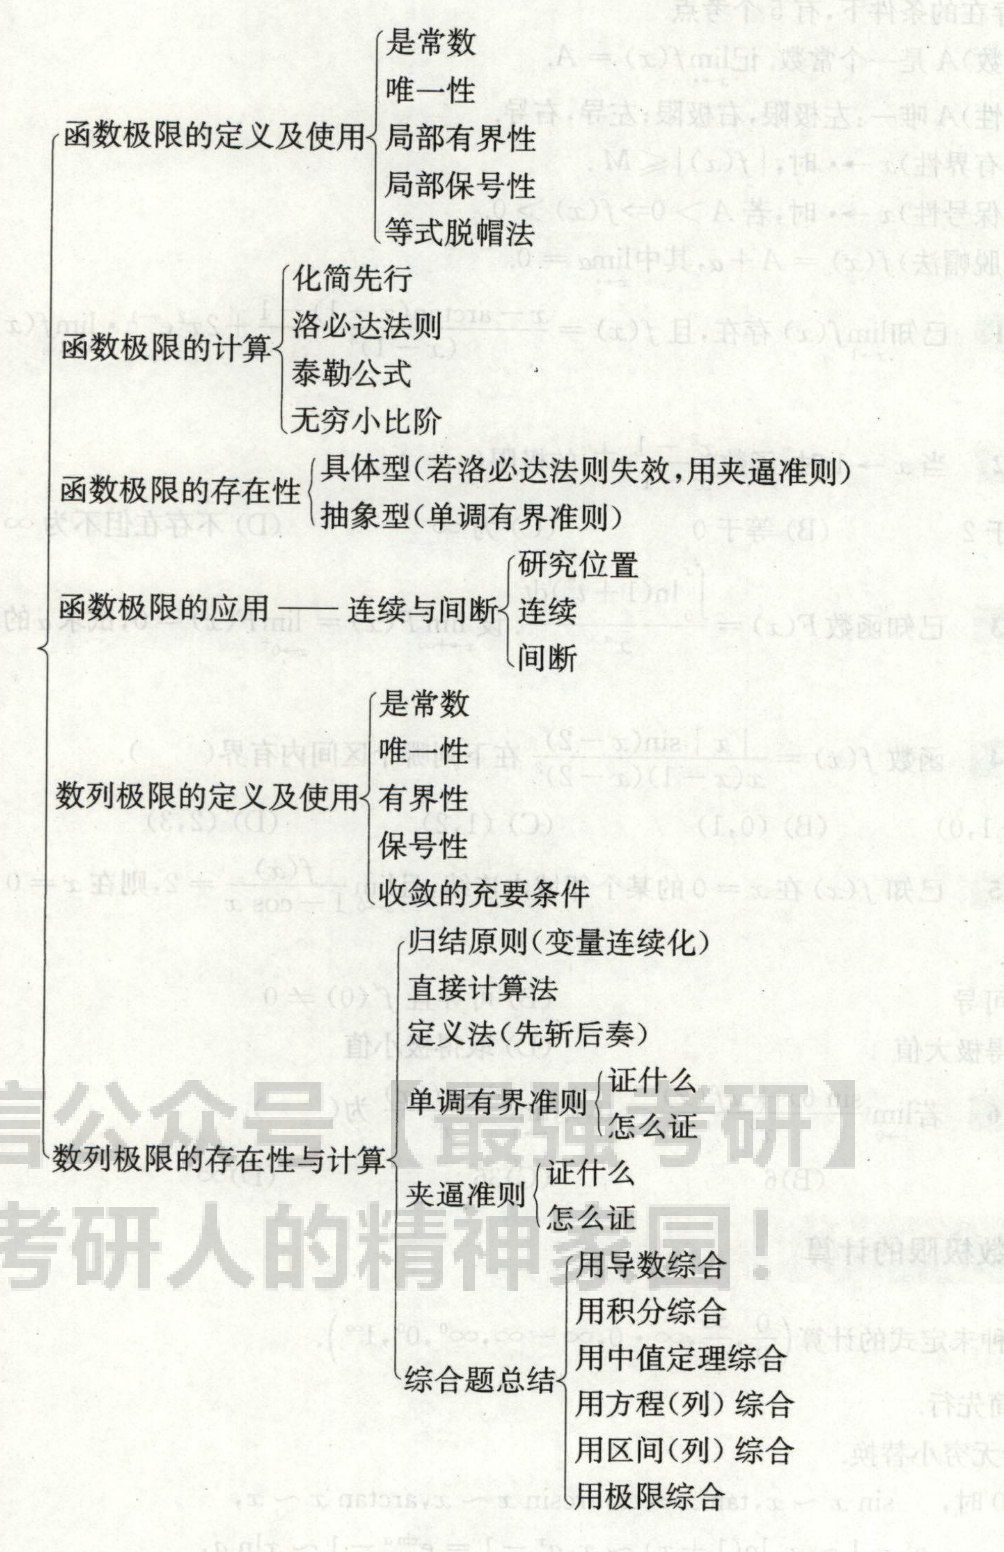 函数极限的定义及使用
是常数
唯一性
局部有界性
局部保号性
等式脱帽法
函数极限的计算
化简先行
洛必达法则
泰勒公式
无穷小比阶
函数极限的存在性
具体型(若洛必达法则失效,用夹逼准则)
抽象型(单调有界准则)
函数极限的应用 —— 连续与间断
研究位置
连续
间断
数列极限的定义及使用
是常数
唯一性
有界性
保号性
收敛的充要条件
数列极限的存在性与计算
归结原则(变量连续化)
直接计算法
定义法(先斩后奏)
单调有界准则
证什么
怎么证
夹逼准则
证什么
怎么证
综合题总结
用导数综合
用积分综合
用中值定理综合
用方程(列)综合
用区间(列)综合
用极限综合
信公众号【最强考研】
考研人的精神家园!